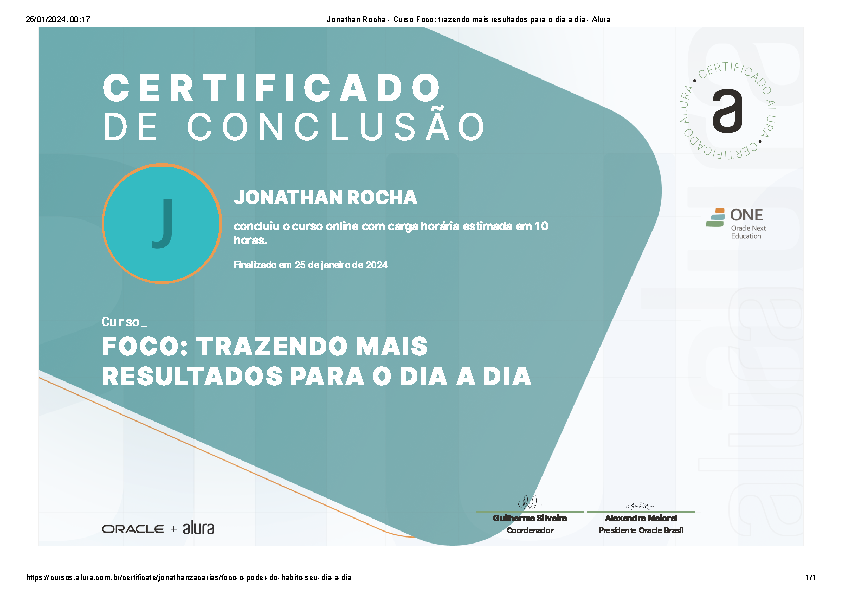 25/01/2024, 00:17
Jonathan Rocha - Curso Foco: trazendo mais resultados para o dia a dia - Alura
CERTIFICADO
DE CONCLUSÃO
CERTIFICADO ALURA • CERTIFICADO ALURA •
a
J
JONATHAN ROCHA
concluiu o curso online com carga horária estimada em 10
horas.
Finalizado em 25 de janeiro de 2024
ONE
Oracle Next
Education
Curso_
FOCO: TRAZENDO MAIS
RESULTADOS PARA O DIA A DIA
alura
alura
ORACLE + alura
Guilherme Silveira
Coordenador
Alexandre Maioral
Presidente Oracle Brasil
https://cursos.alura.com.br/certificate/jonathanzacarias/foco-o-poder-do-habito-seu-dia-a-dia
1/1